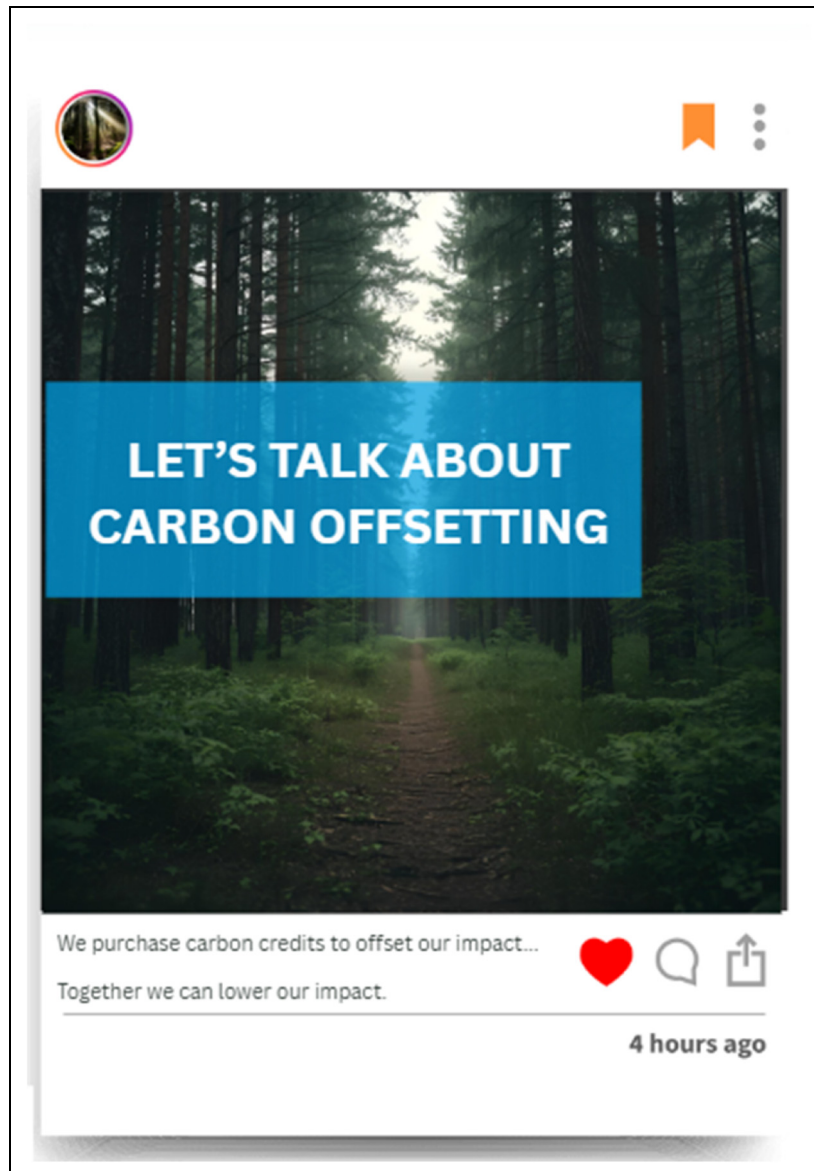 LET’S TALK ABOUT
CARBON OFFSETTING
We purchase carbon credits to offset our impact...
Together we can lower our impact.
4 hours ago